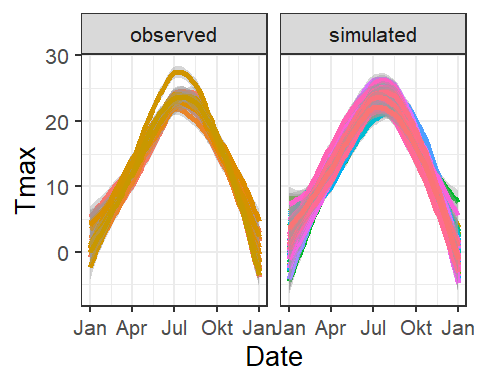 observed simulated
30
20
10
0
Tmax
Jan Apr Jul Okt Jan Jan Apr Jul Okt Jan
Date